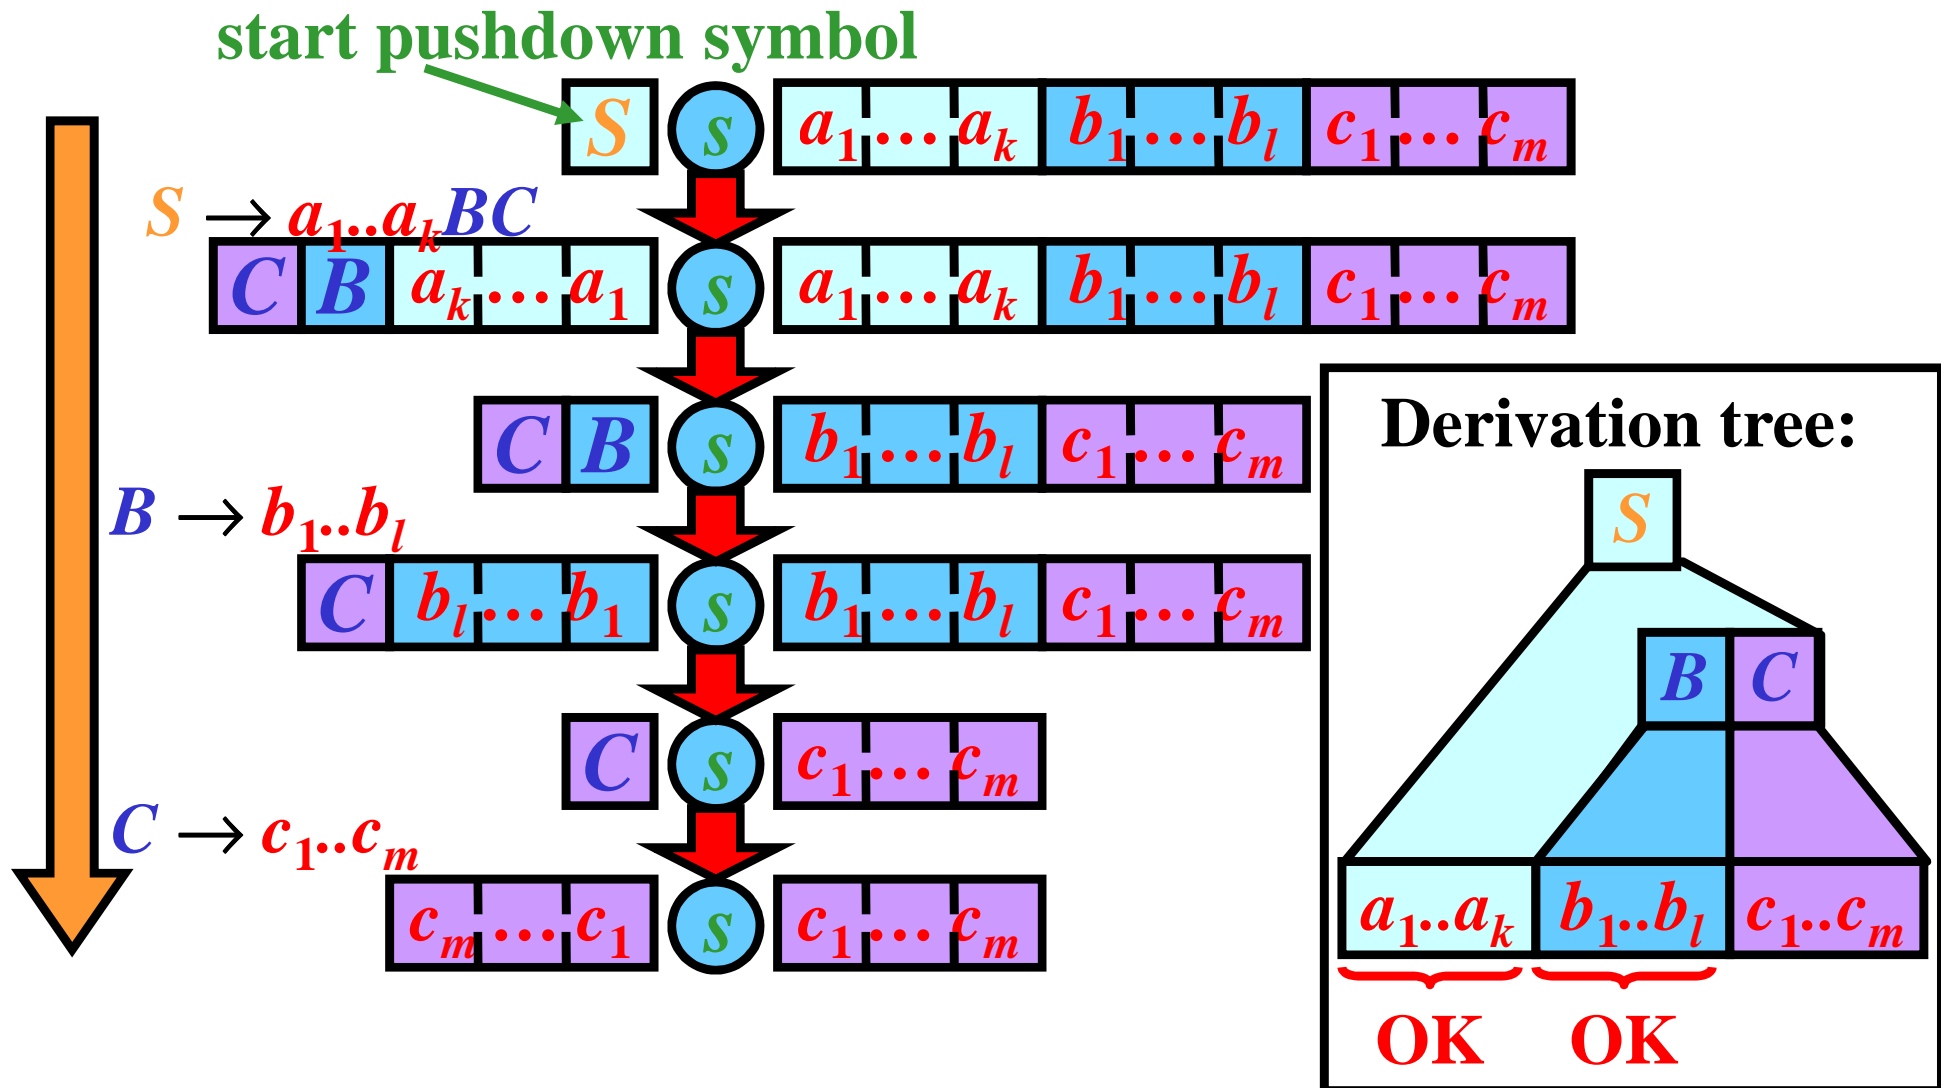 start pushdown symbol
S s a₁…aₖ b₁…bₗ c₁…cₘ
S → a₁..aₖBC
C B aₖ…a₁ s a₁…aₖ b₁…bₗ c₁…cₘ
C B s b₁…bₗ c₁…cₘ
B → b₁..bₗ
C bₗ…b₁ s b₁…bₗ c₁…cₘ
C s c₁…cₘ
C → c₁..cₘ
cₘ…c₁ s c₁…cₘ
Derivation tree:
S
B C
a₁..aₖ b₁..bₗ c₁..cₘ
OK OK